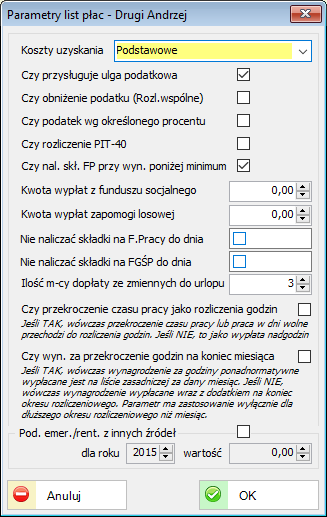 Parametry list płac - Drugi Andrzej
Koszty uzyskania Podstawowe
Czy przysługuje ulga podatkowa
Czy obniżenie podatku (Rozl.wspólne)
Czy podatek wg określonego procentu
Czy rozliczenie PIT-40
Czy nal. skł. FP przy wyn. poniżej minimum
Kwota wypłat z funduszu socjalnego 0,00
Kwota wypłat zapomogi losowej 0,00
Nie naliczać składki na F.Pracy do dnia
Nie naliczać składki na FGŚP do dnia
Ilość m-cy dopłaty ze zmiennych do urlopu 3
Czy przekroczenie czasu pracy jako rozliczenia godzin
Jeśli TAK, wówczas przekroczenie czasu pracy lub praca w dni wolne
przechodzi do rozliczenia godzin. Jeśli NIE, to jako wypłata nadgodzin
Czy wyn. za przekroczenie godzin na koniec miesiąca
Jeśli TAK, wówczas wynagrodzenie za godziny ponadnormatywne
wypłacane jest na liście zasadniczej za dany miesiąc. Jeśli NIE,
wówczas wynagrodzenie wypłacane wraz z dodatkiem na koniec
okresu rozliczeniowego. Parametr ma zastosowanie wyłącznie dla
dłuższego okresu rozliczeniowego niż miesiąc.
Pod. emer./rent. z innych źródeł
dla roku 2015 wartość 0,00
Anuluj OK